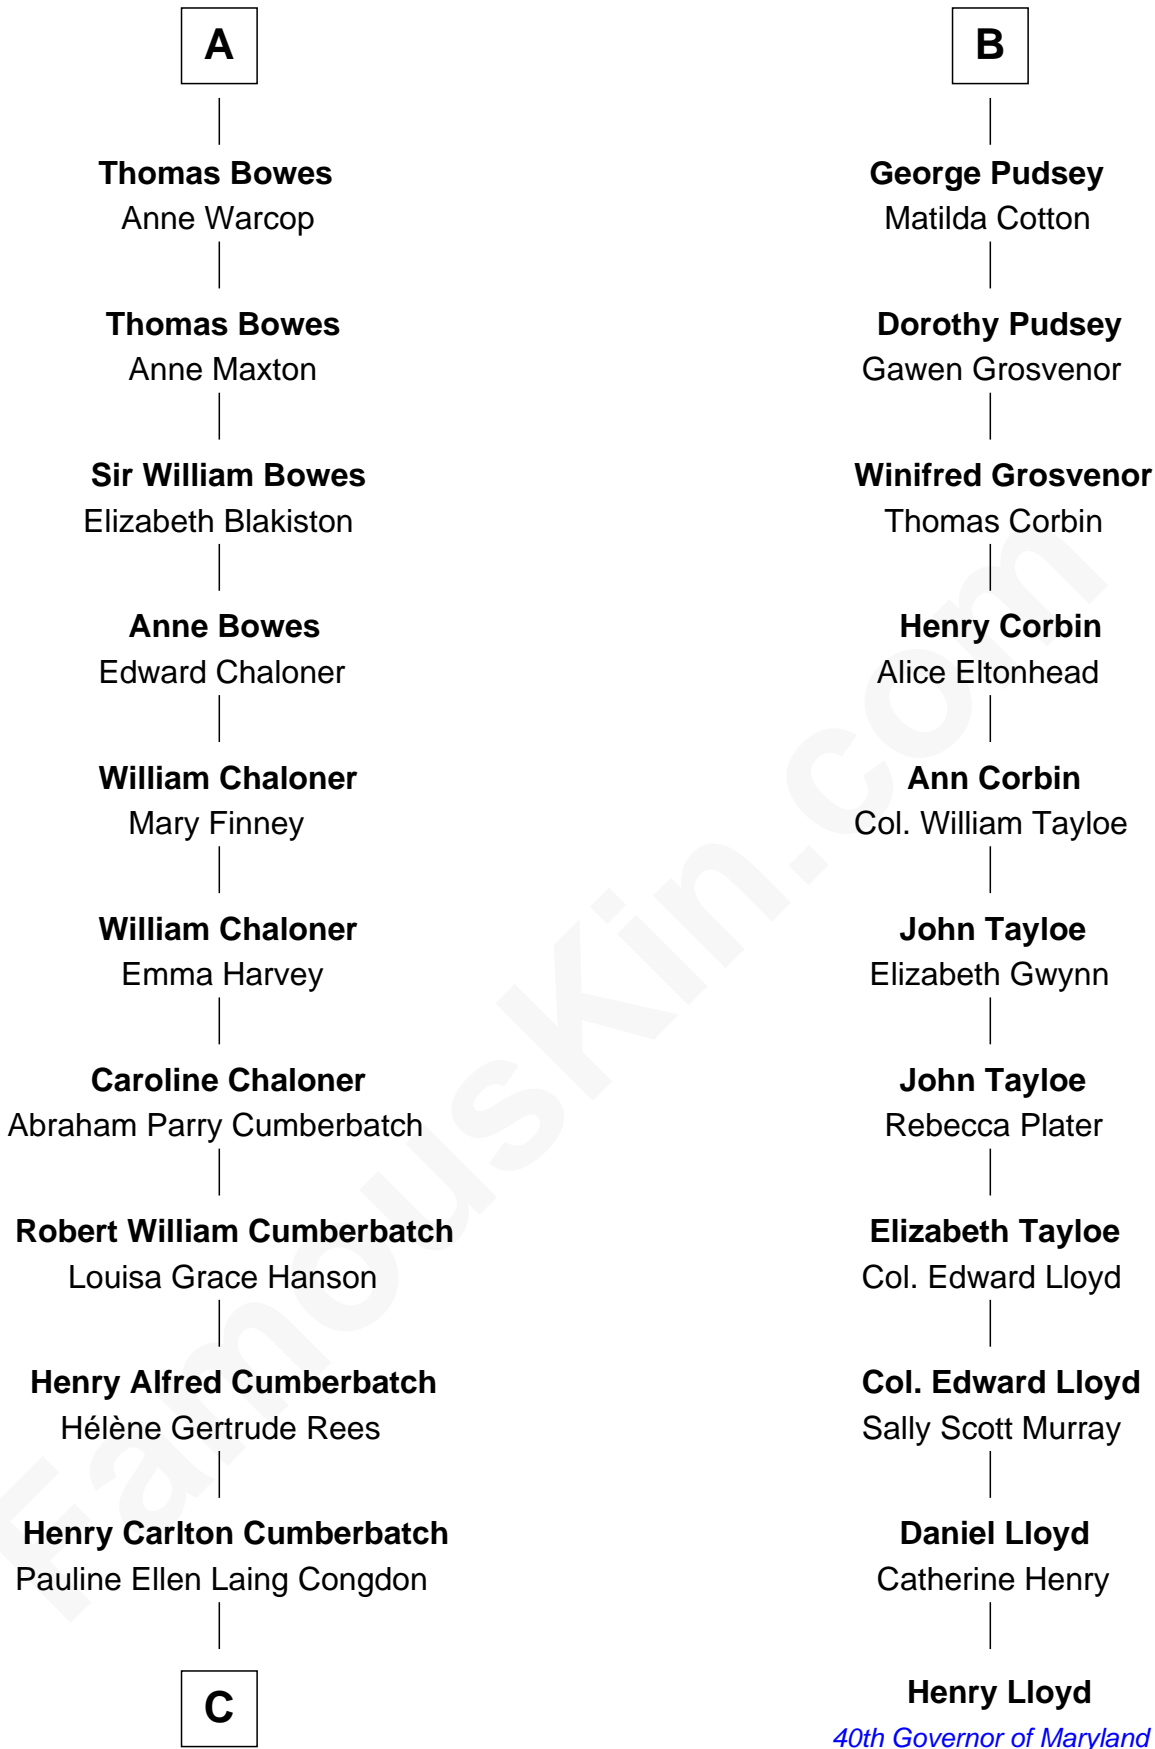 A
Thomas Bowes
Anne Warcop
Thomas Bowes
Anne Maxton
Sir William Bowes
Elizabeth Blakiston
Anne Bowes
Edward Chaloner
William Chaloner
Mary Finney
William Chaloner
Emma Harvey
Caroline Chaloner
Abraham Parry Cumberbatch
Robert William Cumberbatch
Louisa Grace Hanson
Henry Alfred Cumberbatch
Hélène Gertrude Rees
Henry Carlton Cumberbatch
Pauline Ellen Laing Congdon
C
B
George Pudsey
Matilda Cotton
Dorothy Pudsey
Gawen Grosvenor
Winifred Grosvenor
Thomas Corbin
Henry Corbin
Alice Eltonhead
Ann Corbin
Col. William Tayloe
John Tayloe
Elizabeth Gwynn
John Tayloe
Rebecca Plater
Elizabeth Tayloe
Col. Edward Lloyd
Col. Edward Lloyd
Sally Scott Murray
Daniel Lloyd
Catherine Henry
Henry Lloyd
40th Governor of Maryland
FamousKin.com